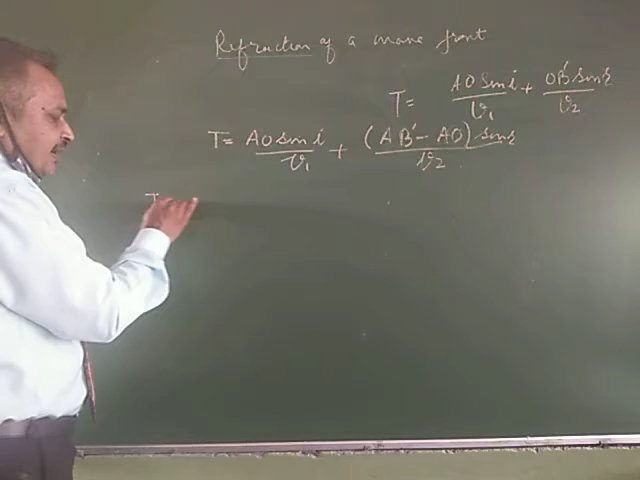 Refraction of a wave front
T = AO sin i / v₁ + OB' sin r / v₂
T = AO sin i / v₁ + (AB' - AO) sin r / v₂
T